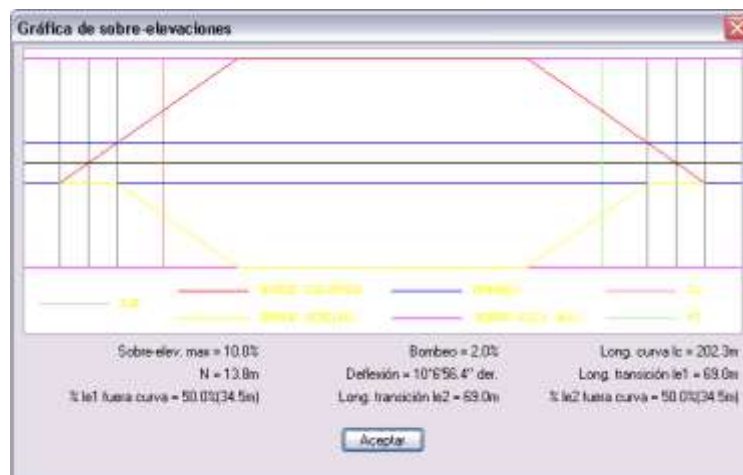 Gráfica de sobre-elevaciones
Sobre-elev. max = 10.0%
Bombeo = 2.0%
Long. curva lc = 202.3m
N = 13.8m
Deflexión = 10°6'56.4" der.
Long. transición le1 = 69.0m
% le1 fuera curva = 50.0%(34.5m)
Long. transición le2 = 69.0m
% le2 fuera curva = 50.0%(34.5m)
Aceptar